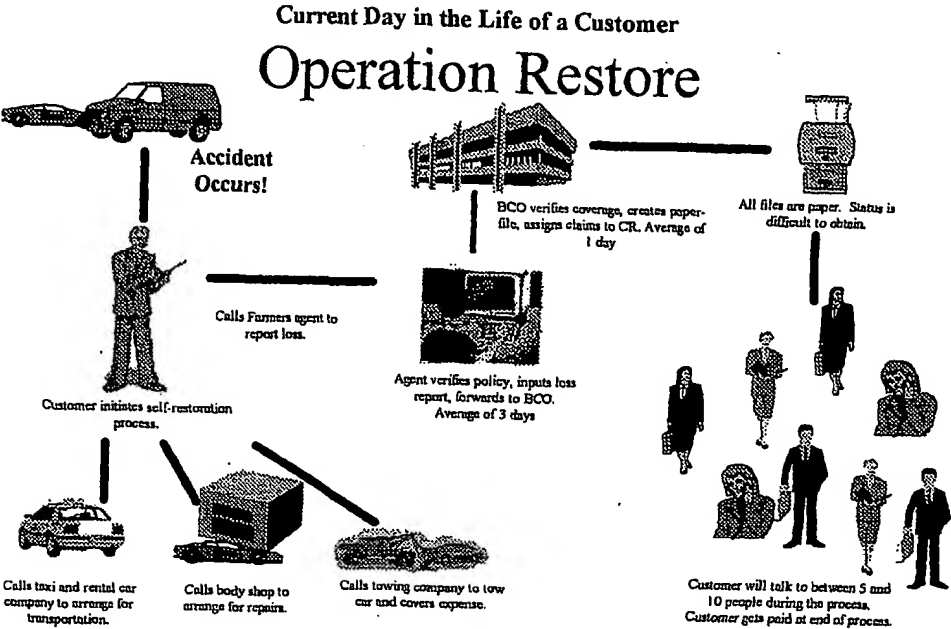 Current Day in the Life of a Customer
Operation Restore
Accident
Occurs!
BCO verifies coverage, creates paper-
file, assigns claims to CR. Average of
1 day
All files are paper. Status is
difficult to obtain.
Calls Farmers agent to
report loss.
Agent verifies policy, inputs loss
report, forwards to BCO.
Average of 3 days
Customer initiates self-restoration
process.
Calls taxi and rental car
company to arrange for
transportation.
Calls body shop to
arrange for repairs.
Calls towing company to tow
car and covers expense.
Customer will talk to between 5 and
10 people during the process.
Customer gets paid at end of process.